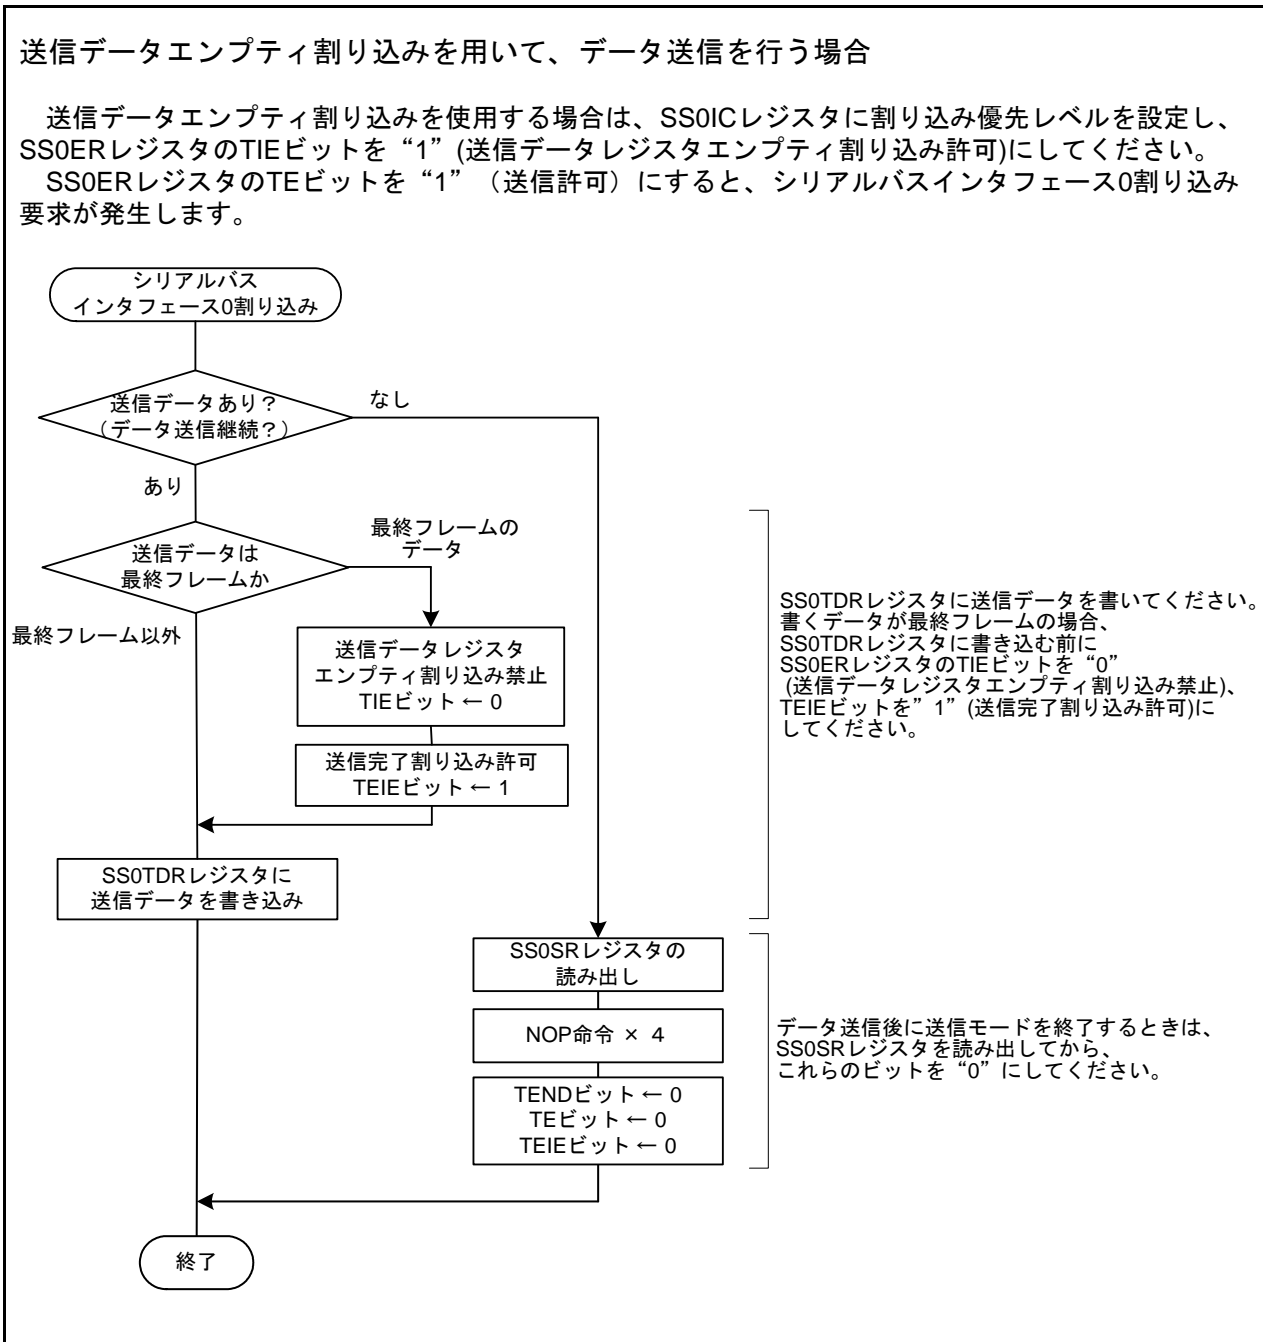 送信データエンプティ割り込みを用いて、データ送信を行う場合
送信データエンプティ割り込みを使用する場合は、SS0ICレジスタに割り込み優先レベルを設定し、
SS0ERレジスタのTIEビットを“1”(送信データレジスタエンプティ割り込み許可)にしてください。
SS0ERレジスタのTEビットを“1”（送信許可）にすると、シリアルバスインタフェース0割り込み
要求が発生します。
シリアルバス
インタフェース0割り込み
送信データあり？
（データ送信継続？）
なし
あり
送信データは
最終フレームか
最終フレームの
データ
最終フレーム以外
送信データレジスタ
エンプティ割り込み禁止
TIEビット ← 0
送信完了割り込み許可
TEIEビット ← 1
SS0TDRレジスタに
送信データを書き込み
SS0TDRレジスタに送信データを書いてください。
書くデータが最終フレームの場合、
SS0TDRレジスタに書き込む前に
SS0ERレジスタのTIEビットを“0”
(送信データレジスタエンプティ割り込み禁止)、
TEIEビットを”1”(送信完了割り込み許可)に
してください。
SS0SRレジスタの
読み出し
NOP命令 × 4
TENDビット ← 0
TEビット ← 0
TEIEビット ← 0
データ送信後に送信モードを終了するときは、
SS0SRレジスタを読み出してから、
これらのビットを“0”にしてください。
終了